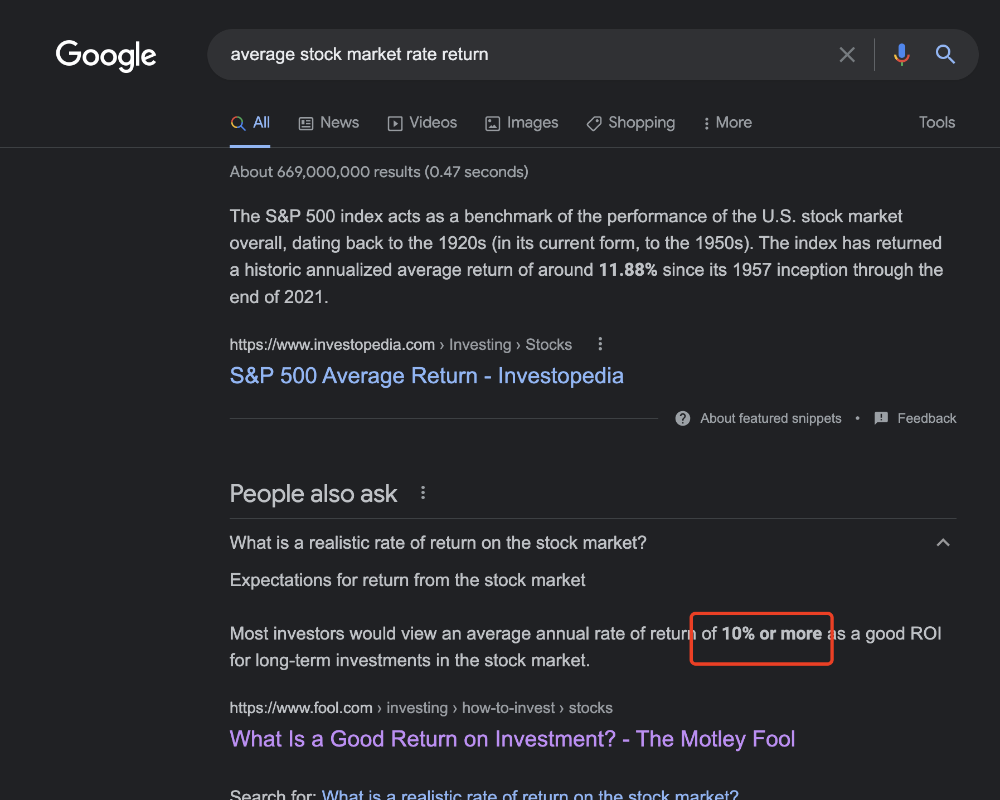 Google
average stock market rate return
All News Videos Images Shopping More Tools
About 669,000,000 results (0.47 seconds)
The S&P 500 index acts as a benchmark of the performance of the U.S. stock market
overall, dating back to the 1920s (in its current form, to the 1950s). The index has returned
a historic annualized average return of around 11.88% since its 1957 inception through the
end of 2021.
https://www.investopedia.com › Investing › Stocks
S&P 500 Average Return - Investopedia
About featured snippets • Feedback
People also ask
What is a realistic rate of return on the stock market?
Expectations for return from the stock market
Most investors would view an average annual rate of return of 10% or more as a good ROI
for long-term investments in the stock market.
https://www.fool.com › investing › how-to-invest › stocks
What Is a Good Return on Investment? - The Motley Fool
Search for: What is a realistic rate of return on the stock market?